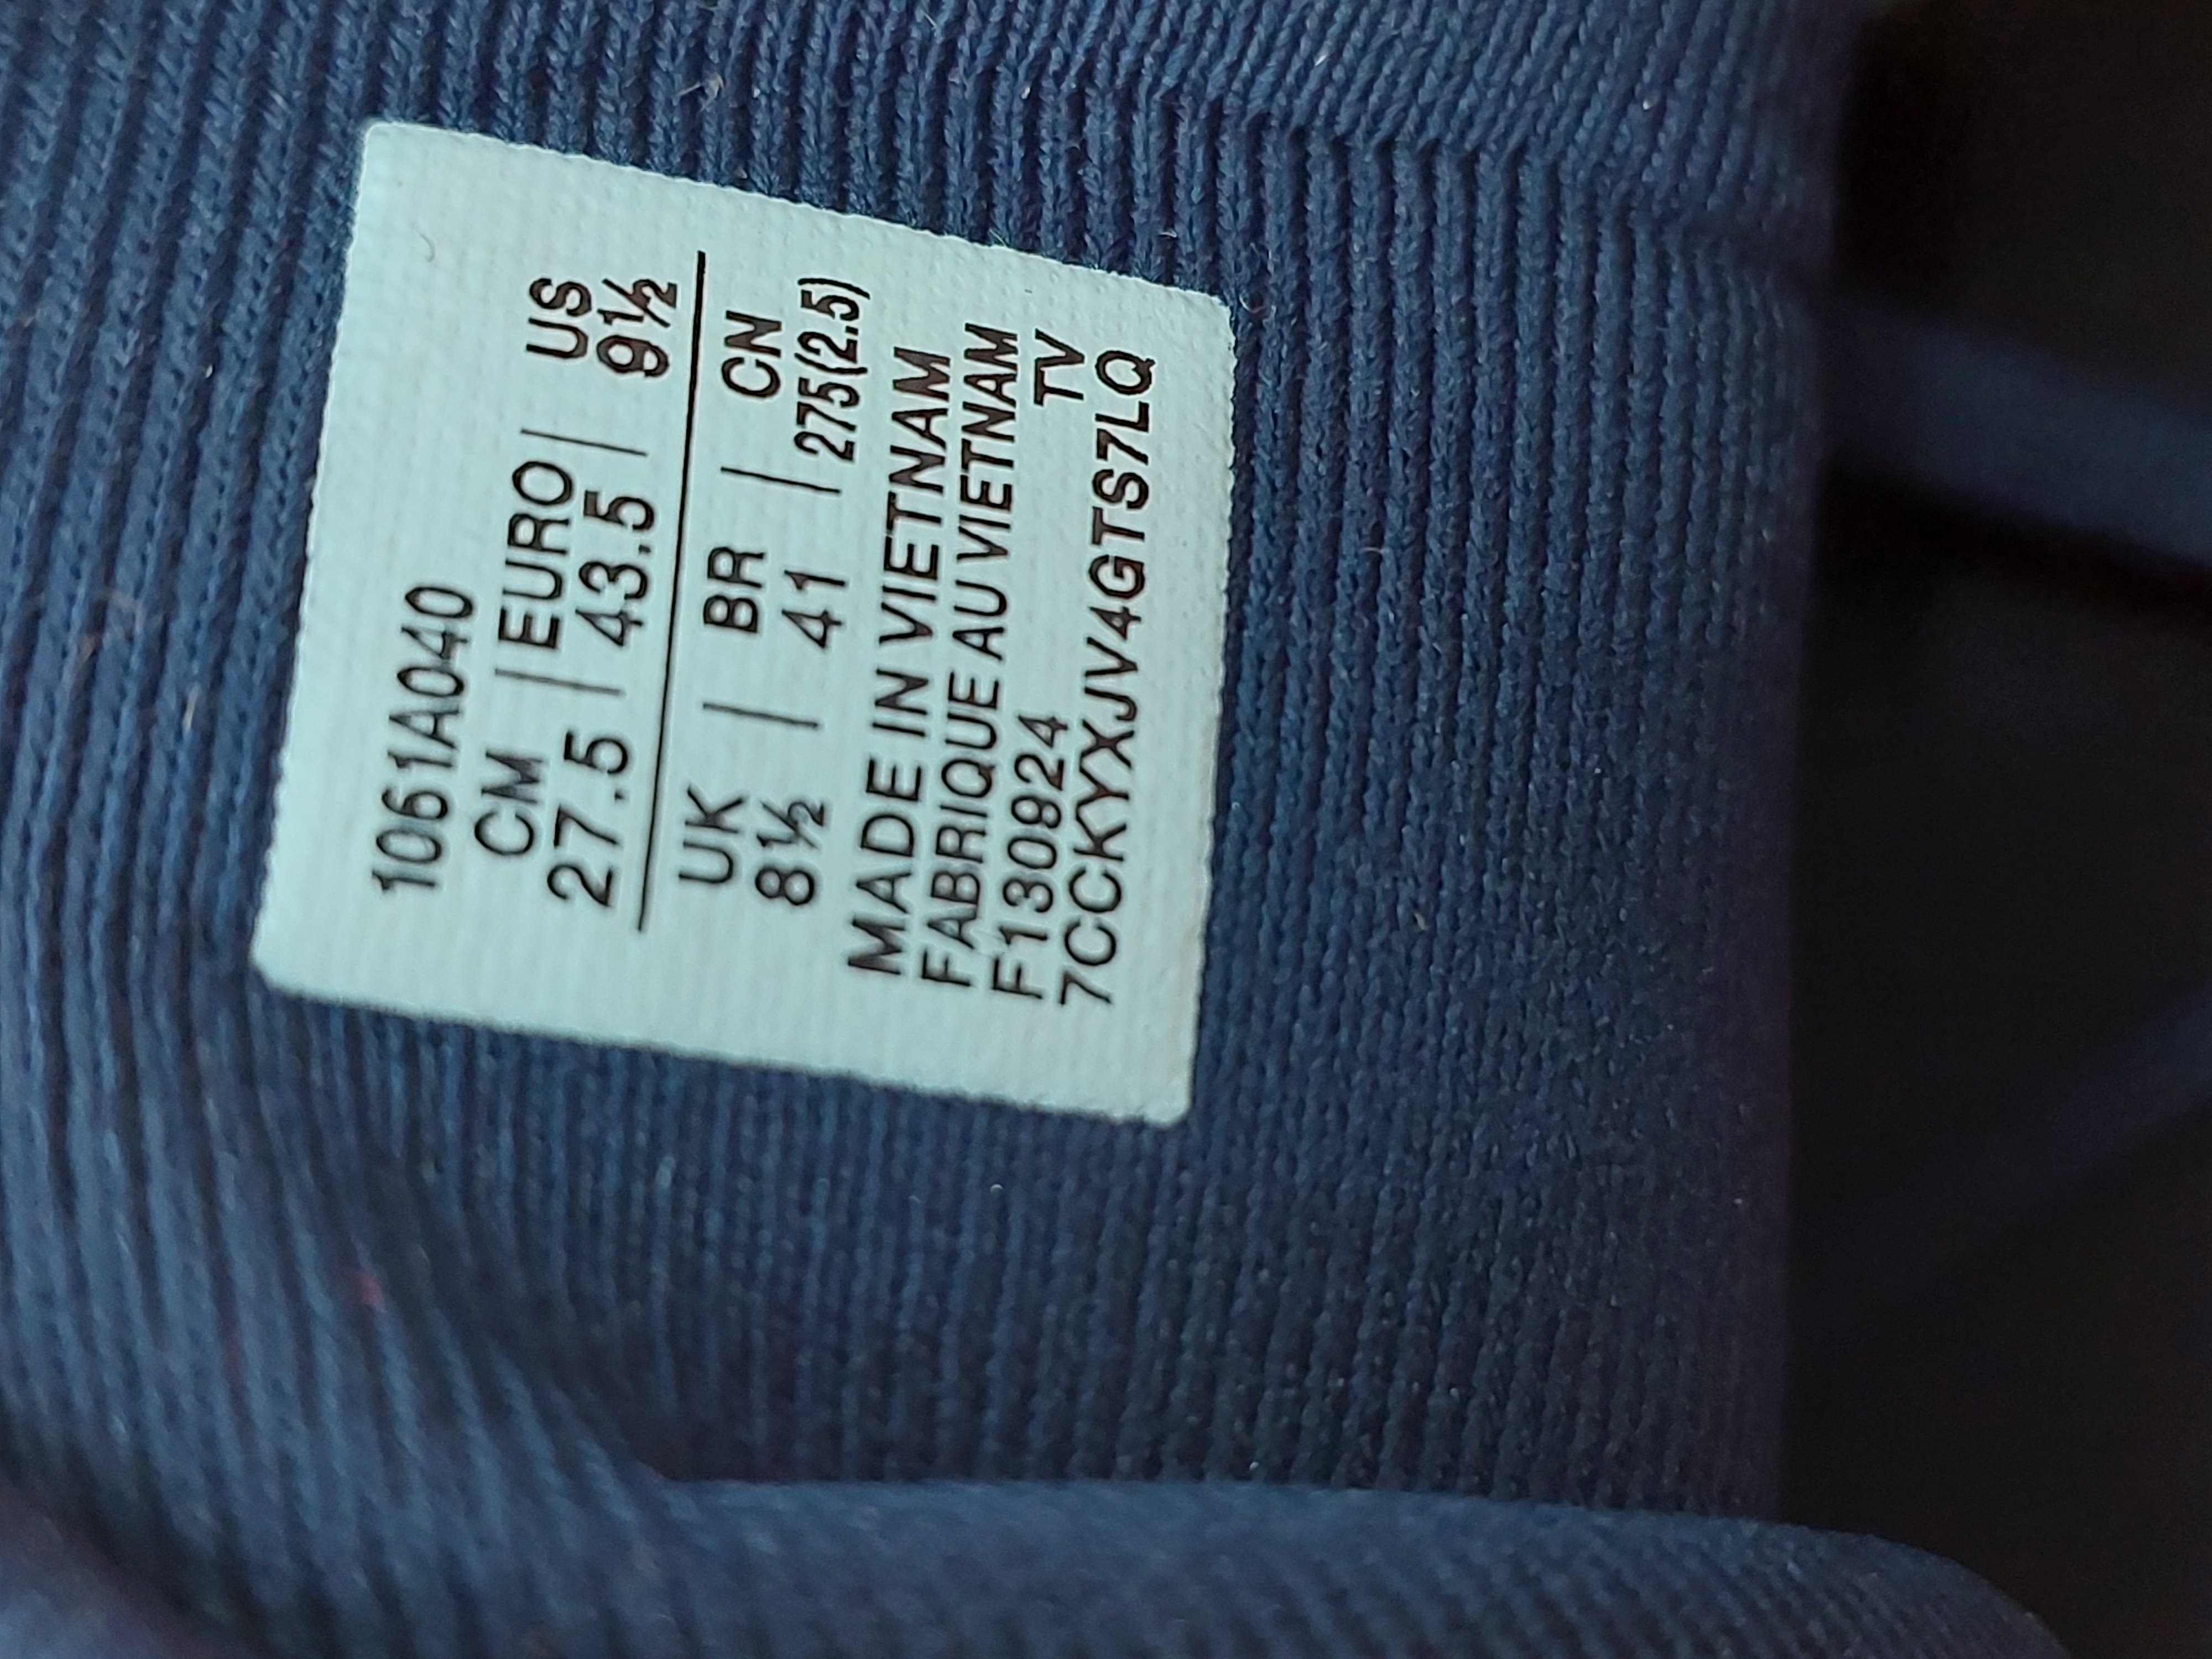 1061A040
CM | EURO | US
27.5 | 43.5 | 9½
UK | BR | CN
8½ | 41 | 275(2.5)
MADE IN VIETNAM
FABRIQUE AU VIETNAM
F130924 TV
7CCKYXJV4GTS7LQ